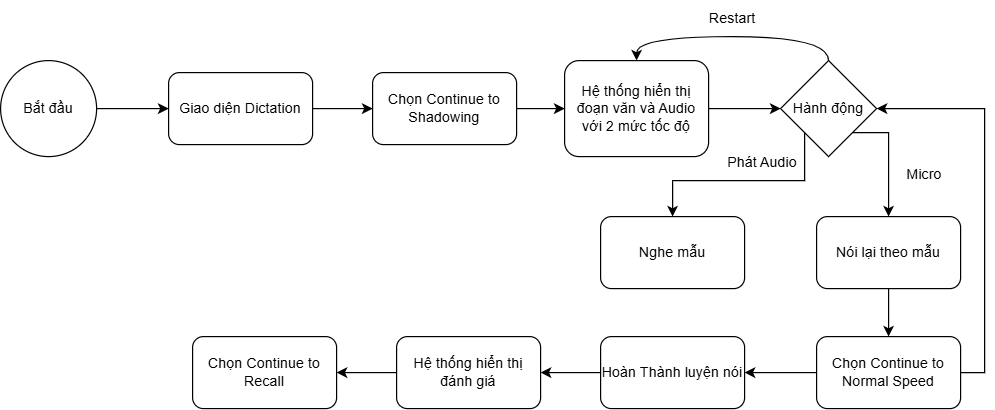 Restart
Bắt đầu
Giao diện Dictation
Chọn Continue to
Shadowing
Hệ thống hiển thị
đoạn văn và Audio
với 2 mức tốc độ
Hành động
Phát Audio
Micro
Nghe mẫu
Nói lại theo mẫu
Chọn Continue to
Normal Speed
Hoàn Thành luyện nói
Hệ thống hiển thị
đánh giá
Chọn Continue to
Recall